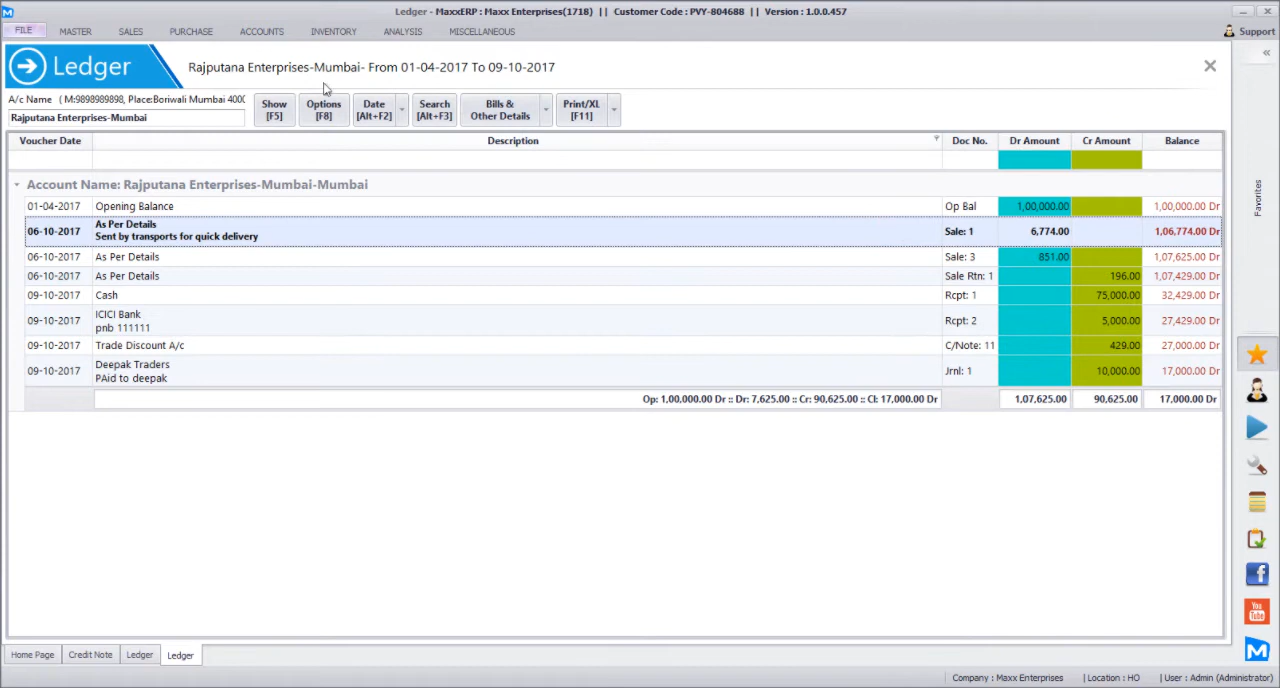 Ledger - MaxxERP : Maxx Enterprises(1718) || Customer Code : PVY-804688 || Version : 1.0.0.457
FILE MASTER SALES PURCHASE ACCOUNTS INVENTORY ANALYSIS MISCELLANEOUS Support
Ledger Rajputana Enterprises-Mumbai- From 01-04-2017 To 09-10-2017
A/c Name ( M:9898989898, Place:Boriwali Mumbai 4000
Rajputana Enterprises-Mumbai
Show [F5]
Options [F8]
Date [Alt+F2]
Search [Alt+F3]
Bills & Other Details
Print/XL [F11]
Voucher Date Description Doc No. Dr Amount Cr Amount Balance
Account Name: Rajputana Enterprises-Mumbai-Mumbai
01-04-2017 Opening Balance Op Bal 1,00,000.00 1,00,000.00 Dr
06-10-2017 As Per Details Sale: 1 6,774.00 1,06,774.00 Dr
Sent by transports for quick delivery
06-10-2017 As Per Details Sale: 3 851.00 1,07,625.00 Dr
06-10-2017 As Per Details Sale Rtn: 1 196.00 1,07,429.00 Dr
09-10-2017 Cash Rcpt: 1 75,000.00 32,429.00 Dr
09-10-2017 ICICI Bank Rcpt: 2 5,000.00 27,429.00 Dr
pnb 111111
09-10-2017 Trade Discount A/c C/Note: 11 429.00 27,000.00 Dr
09-10-2017 Deepak Traders Jrnl: 1 10,000.00 17,000.00 Dr
PAid to deepak
Op: 1,00,000.00 Dr :: Dr: 7,625.00 :: Cr: 90,625.00 :: Cl: 17,000.00 Dr 1,07,625.00 90,625.00 17,000.00 Dr
Favorites
f
You
Tube
M
Home Page Credit Note Ledger Ledger
Company : Maxx Enterprises | Location : HO | User : Admin (Administrator)